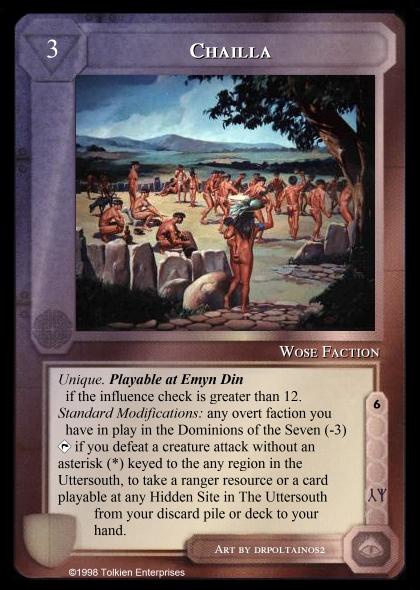 3
CHAILLA
WOSE FACTION
Unique. Playable at Emyn Din
if the influence check is greater than 12.
Standard Modifications: any overt faction you
have in play in the Dominions of the Seven (-3)
if you defeat a creature attack without an
asterisk (*) keyed to the any region in the
Uttersouth, to take a ranger resource or a card
playable at any Hidden Site in The Uttersouth
from your discard pile or deck to your
hand.
6
ART BY DRPOLTAINOS2
©1998 Tolkien Enterprises